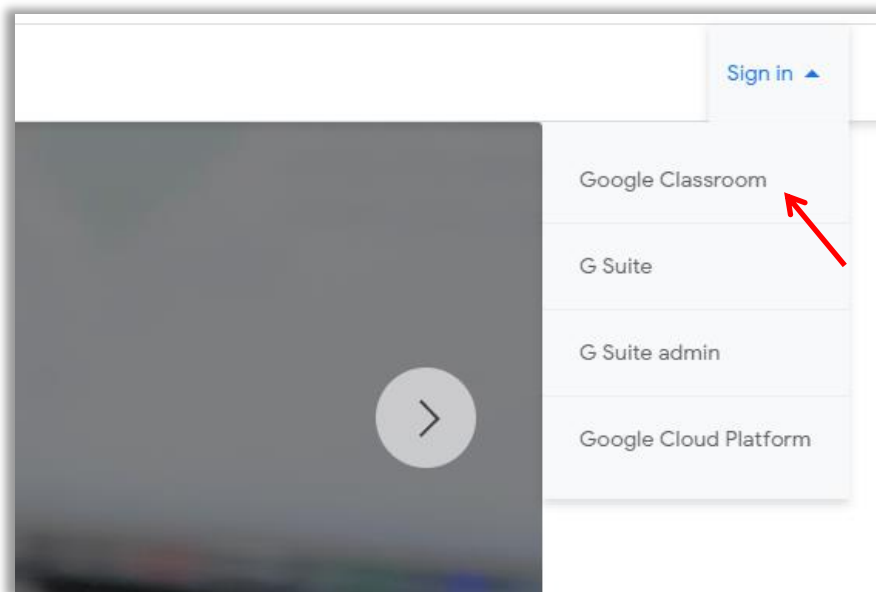 Sign in
Google Classroom
G Suite
G Suite admin
Google Cloud Platform